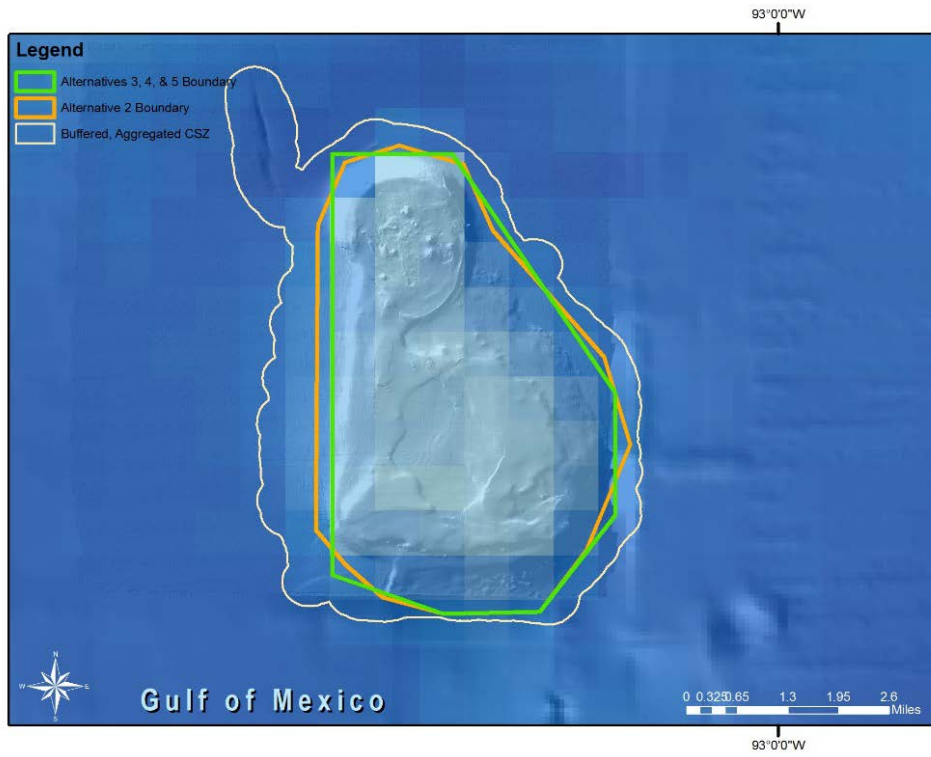 93°0'0"W
Legend
Alternatives 3, 4, & 5 Boundary
Alternative 2 Boundary
Buffered, Aggregated CSZ
N
W E
S
Gulf of Mexico
0 0.325 0.65 1.3 1.95 2.6
Miles
93°0'0"W